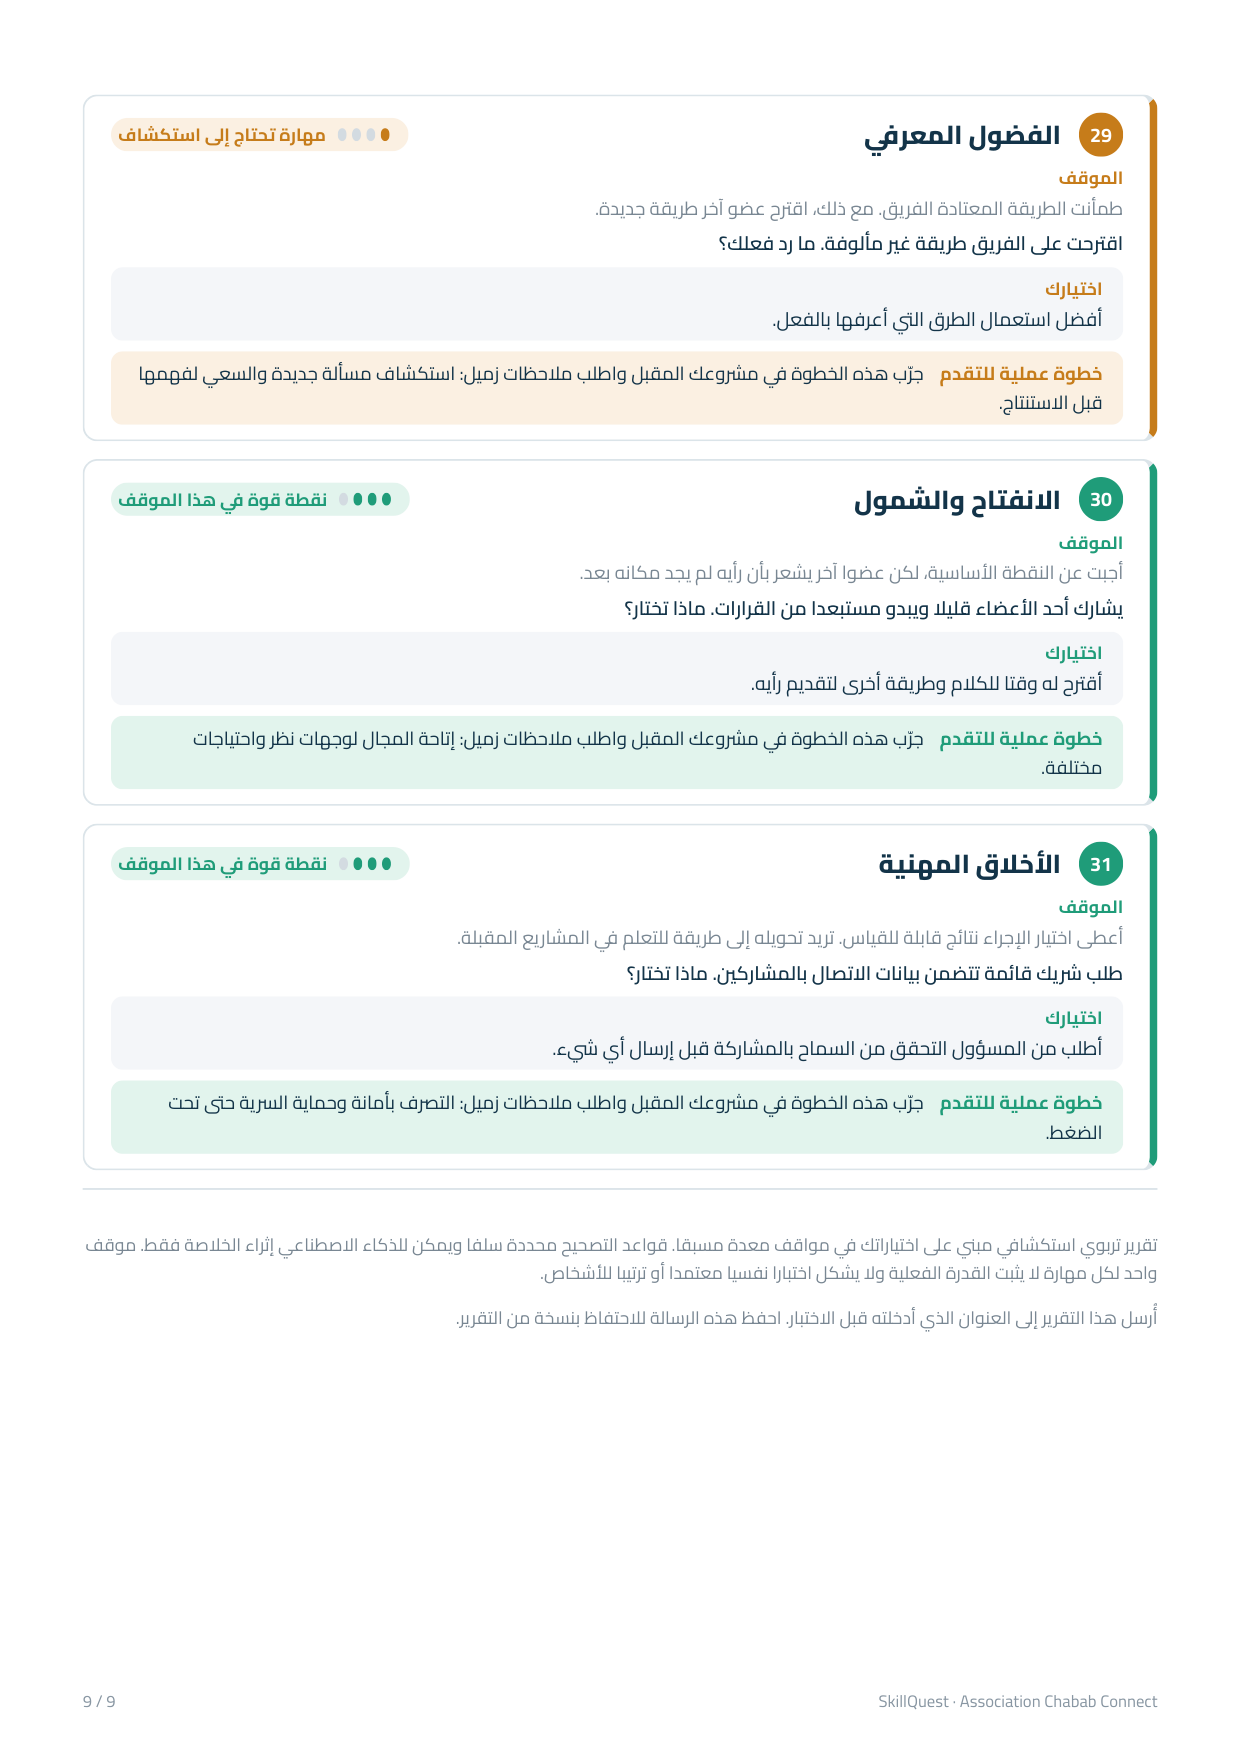 29
الفضول المعرفي
مهارة تحتاج إلى استكشاف
الموقف
طمأنت الطريقة المعتادة الفريق. مع ذلك، اقترح عضو آخر طريقة جديدة.
اقترحت على الفريق طريقة غير مألوفة. ما رد فعلك؟
اختيارك
أفضل استعمال الطرق التي أعرفها بالفعل.
خطوة عملية للتقدم جرّب هذه الخطوة في مشروعك المقبل واطلب ملاحظات زميل: استكشاف مسألة جديدة والسعي لفهمها
قبل الاستنتاج.
30
الانفتاح والشمول
نقطة قوة في هذا الموقف
الموقف
أجبت عن النقطة الأساسية، لكن عضوا آخر يشعر بأن رأيه لم يجد مكانه بعد.
يشارك أحد الأعضاء قليلا ويبدو مستبعدا من القرارات. ماذا تختار؟
اختيارك
أقترح له وقتا للكلام وطريقة أخرى لتقديم رأيه.
خطوة عملية للتقدم جرّب هذه الخطوة في مشروعك المقبل واطلب ملاحظات زميل: إتاحة المجال لوجهات نظر واحتياجات
مختلفة.
31
الأخلاق المهنية
نقطة قوة في هذا الموقف
الموقف
أعطى اختيار الإجراء نتائج قابلة للقياس. تريد تحويله إلى طريقة للتعلم في المشاريع المقبلة.
طلب شريك قائمة تتضمن بيانات الاتصال بالمشاركين. ماذا تختار؟
اختيارك
أطلب من المسؤول التحقق من السماح بالمشاركة قبل إرسال أي شيء.
خطوة عملية للتقدم جرّب هذه الخطوة في مشروعك المقبل واطلب ملاحظات زميل: التصرف بأمانة وحماية السرية حتى تحت
الضغط.
تقرير تربوي استكشافي مبني على اختياراتك في مواقف معدة مسبقا. قواعد التصحيح محددة سلفا ويمكن للذكاء الاصطناعي إثراء الخلاصة فقط. موقف
واحد لكل مهارة لا يثبت القدرة الفعلية ولا يشكل اختبارا نفسيا معتمدا أو ترتيبا للأشخاص.
أُرسل هذا التقرير إلى العنوان الذي أدخلته قبل الاختبار. احفظ هذه الرسالة للاحتفاظ بنسخة من التقرير.
SkillQuest · Association Chabab Connect
9 / 9